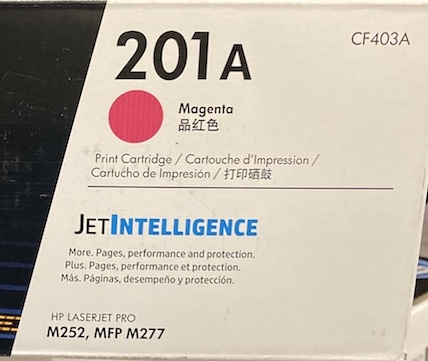 201A
CF403A
Magenta
品红色
Print Cartridge / Cartouche d'Impression /
Cartucho de Impresión / 打印硒鼓
JETINTELLIGENCE
More. Pages, performance and protection.
Plus. Pages, performance et protection.
Más. Páginas, desempeño y protección.
HP LASERJET PRO
M252, MFP M277